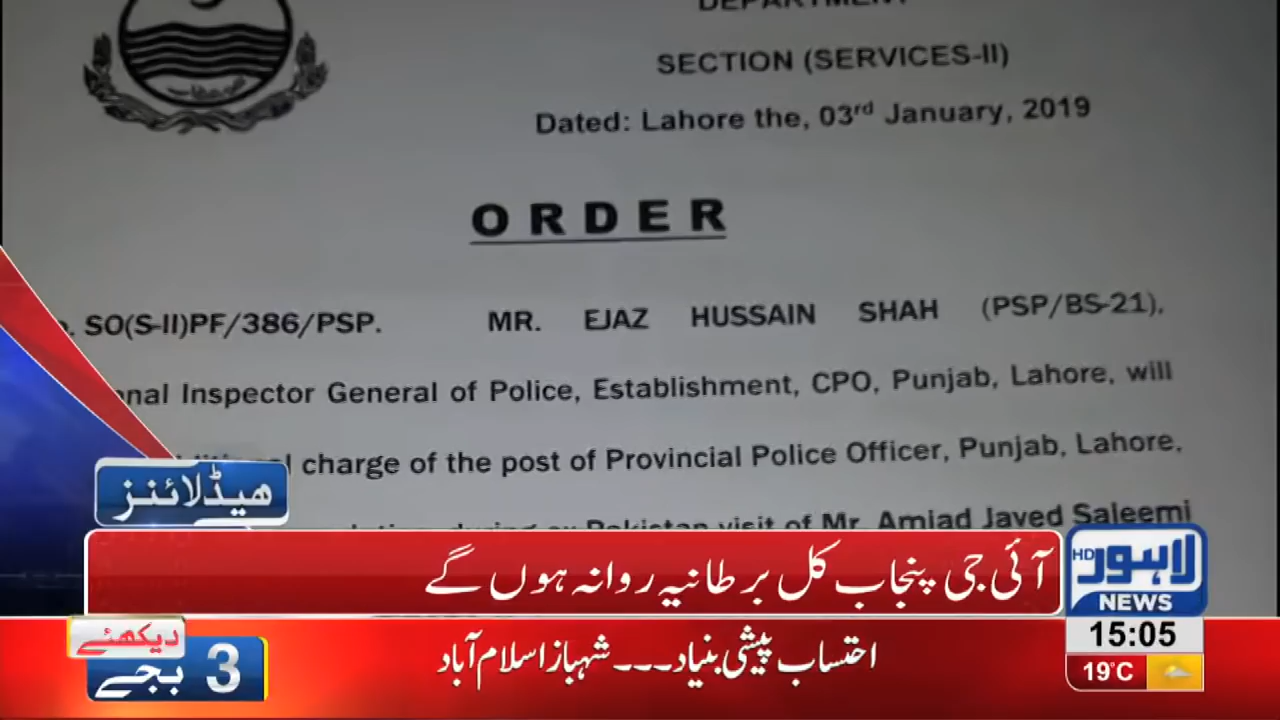 DEPARTMENT
SECTION (SERVICES-II)
Dated: Lahore the, 03rd January, 2019
ORDER
SO(S-II)PF/386/PSP. MR. EJAZ HUSSAIN SHAH (PSP/BS-21),
Inspector General of Police, Establishment, CPO, Punjab, Lahore, will
charge of the post of Provincial Police Officer, Punjab, Lahore,
during ex-Pakistan visit of Mr. Amjad Javed Saleemi
ھیڈلائنز
آئی جی پنجاب کل برطانیہ روانہ ہوں گے
لاہور HD
NEWS
احتساب پیشی بنیاد۔۔۔شہباز اسلام آباد
15:05
دیکھئے
3 بجے
19°C